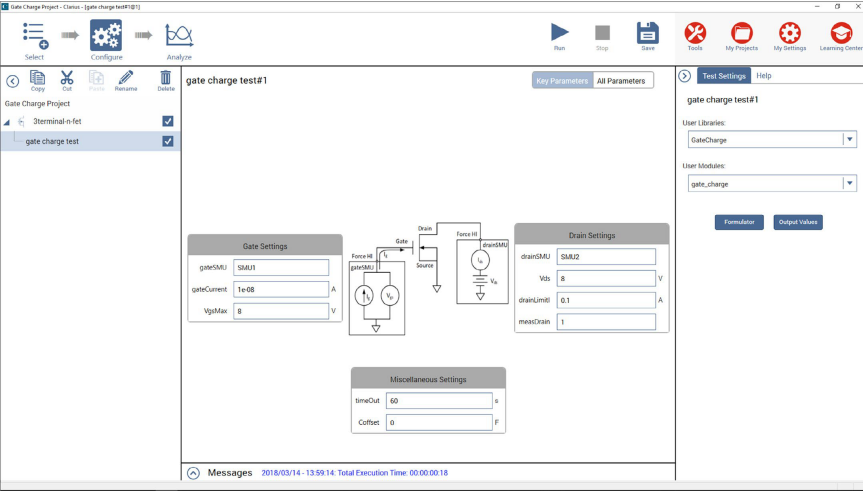 Gate Charge Project - Clarius - [gate charge test#1@1]
Select
Configure
Analyze
Run
Stop
Save
Tools
My Projects
My Settings
Learning Center
Copy
Cut
Paste
Rename
Delete
Gate Charge Project
3terminal-n-fet
gate charge test
gate charge test#1
Key Parameters
All Parameters
Gate Settings
gateSMU SMU1
gateCurrent 1e-08 A
VgsMax 8 V
Drain
Gate
Source
Force HI
gateSMU
Force HI
drainSMU
Drain Settings
drainSMU SMU2
Vds 8 V
drainLimitI 0.1 A
measDrain 1
Miscellaneous Settings
timeOut 60 s
Coffset 0 F
Messages 2018/03/14 - 13:59:14: Total Execution Time: 00:00:00:18
Test Settings
Help
gate charge test#1
User Libraries:
GateCharge
User Modules:
gate_charge
Formulator
Output Values